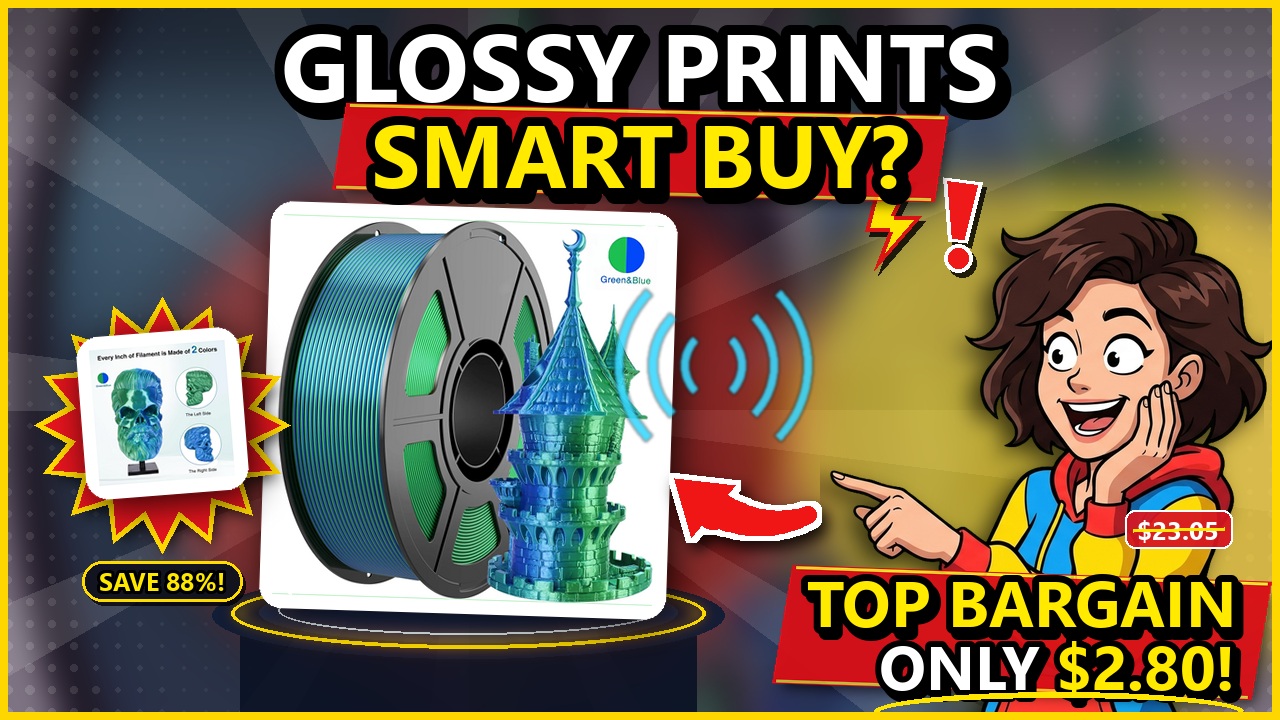 GLOSSY PRINTS
SMART BUY?
Green&Blue
Every Inch of Filament is Made of 2 Colors
The Left Side
The Right Side
SAVE 88%!
$23.05
TOP BARGAIN
ONLY $2.80!